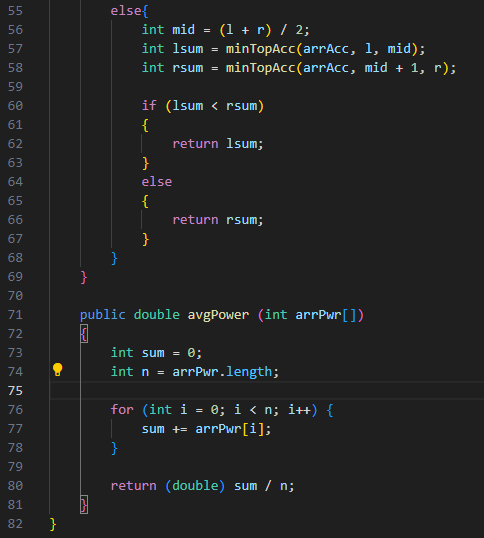 55 else{
56 int mid = (l + r) / 2;
57 int lsum = minTopAcc(arrAcc, l, mid);
58 int rsum = minTopAcc(arrAcc, mid + 1, r);
59
60 if (lsum < rsum)
61 {
62 return lsum;
63 }
64 else
65 {
66 return rsum;
67 }
68 }
69 }
70
71 public double avgPower (int arrPwr[])
72 {
73 int sum = 0;
74 int n = arrPwr.length;
75
76 for (int i = 0; i < n; i++) {
77 sum += arrPwr[i];
78 }
79
80 return (double) sum / n;
81 }
82 }